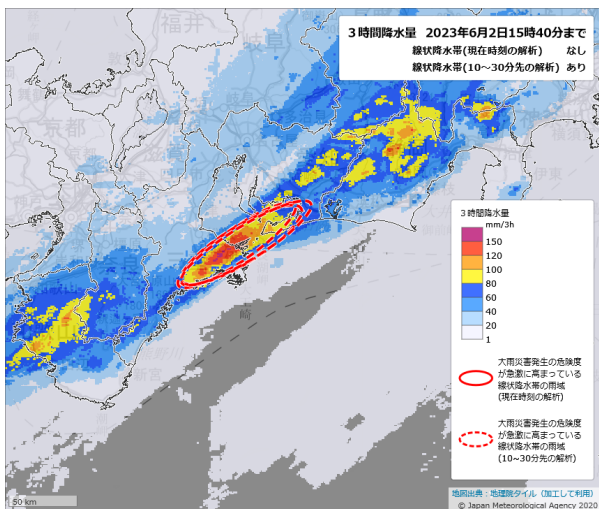 ３時間降水量 2023年6月2日15時40分まで
線状降水帯(現在時刻の解析) なし
線状降水帯(10～30分先の解析) あり
福井
岐阜
京都
新宮
３時間降水量
mm/3h
150
120
100
80
60
40
20
1
大雨災害発生の危険度
が急激に高まっている
線状降水帯の雨域
(現在時刻の解析)
大雨災害発生の危険度
が急激に高まっている
線状降水帯の雨域
(10~30分先の解析)
50 km
地図出典：地理院タイル（加工して利用）
© Japan Meteorological Agency 2020